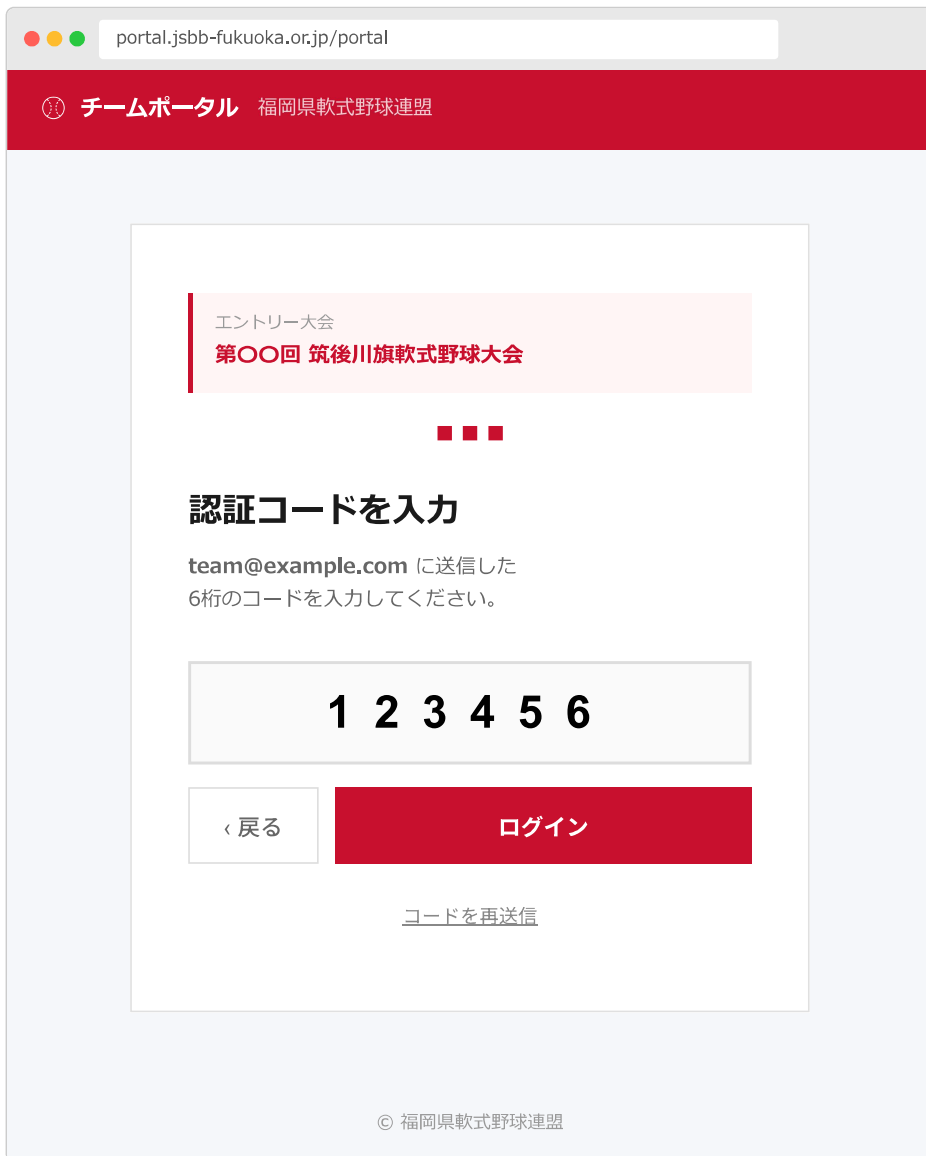 portal.jsbb-fukuoka.or.jp/portal
チームポータル 福岡県軟式野球連盟
エントリー大会
第〇〇回 筑後川旗軟式野球大会
認証コードを入力
team@example.com に送信した
6桁のコードを入力してください。
1 2 3 4 5 6
‹ 戻る ログイン
コードを再送信
© 福岡県軟式野球連盟